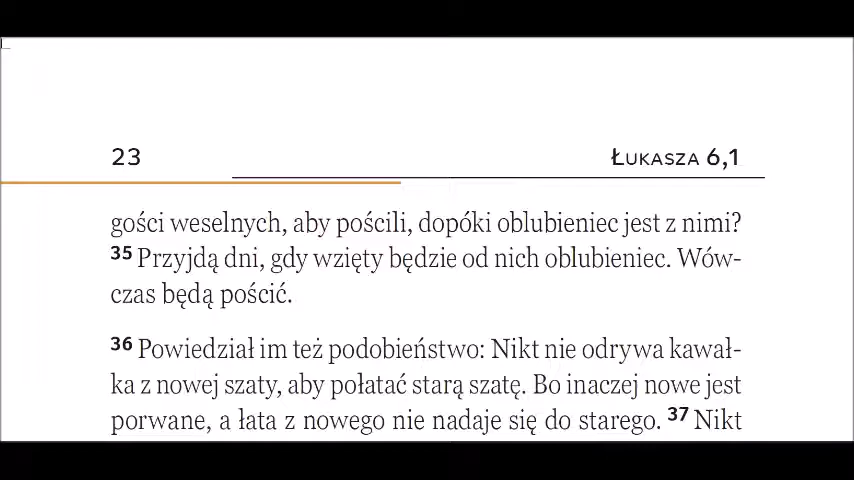 23
Łukasza 6,1
gości weselnych, aby pościli, dopóki oblubieniec jest z nimi?
35 Przyjdą dni, gdy wzięty będzie od nich oblubieniec. Wów-
czas będą pościć.
36 Powiedział im też podobieństwo: Nikt nie odrywa kawał-
ka z nowej szaty, aby połatać starą szatę. Bo inaczej nowe jest
porwane, a łata z nowego nie nadaje się do starego. 37 Nikt